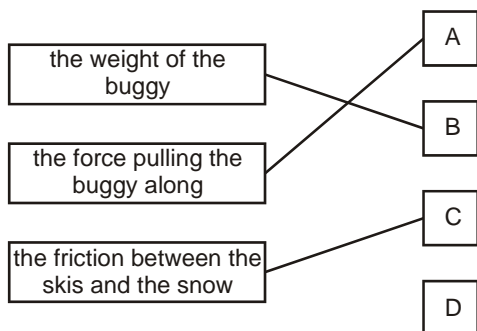 the weight of the
buggy
the force pulling the
buggy along
the friction between the
skis and the snow
A
B
C
D